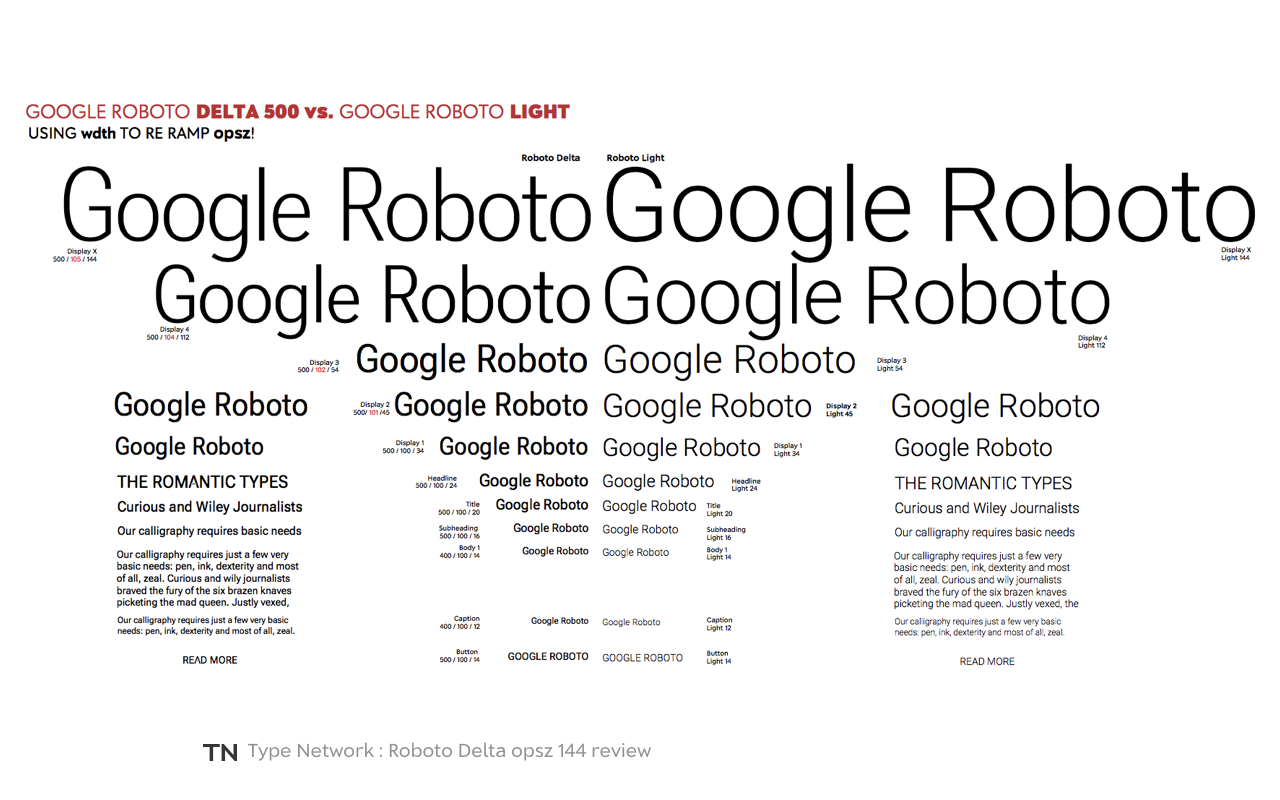 GOOGLE ROBOTO DELTA 500 vs. GOOGLE ROBOTO LIGHT
USING wdth TO RE RAMP opsz!
Roboto Delta
Roboto Light
Google Roboto
Google Roboto
Display X
500 / 105 / 144
Display X
Light 144
Google Roboto
Google Roboto
Display 4
500 / 104 / 112
Display 4
Light 112
Display 3
500 / 102 / 54
Google Roboto
Google Roboto
Display 3
Light 54
Google Roboto
Display 2
500/ 101 /45
Google Roboto
Google Roboto
Display 2
Light 45
Google Roboto
Google Roboto
Display 1
500 / 100 / 34
Google Roboto
Google Roboto
Display 1
Light 34
Google Roboto
THE ROMANTIC TYPES
Headline
500 / 100 / 24
Google Roboto
Google Roboto
Headline
Light 24
THE ROMANTIC TYPES
Curious and Wiley Journalists
Title
500 / 100 / 20
Google Roboto
Google Roboto
Title
Light 20
Curious and Wiley Journalists
Our calligraphy requires basic needs
Subheading
500 / 100 / 16
Google Roboto
Google Roboto
Subheading
Light 16
Our calligraphy requires basic needs
Our calligraphy requires just a few very
basic needs: pen, ink, dexterity and most
of all, zeal. Curious and wily journalists
braved the fury of the six brazen knaves
picketing the mad queen. Justly vexed,
Body 1
400 / 100 / 14
Google Roboto
Google Roboto
Body 1
Light 14
Our calligraphy requires just a few very
basic needs: pen, ink, dexterity and most
of all, zeal. Curious and wily journalists
braved the fury of the six brazen knaves
picketing the mad queen. Justly vexed, the
Our calligraphy requires just a few very basic
needs: pen, ink, dexterity and most of all, zeal.
Caption
400 / 100 / 12
Google Roboto
Google Roboto
Caption
Light 12
Our calligraphy requires just a few very basic
needs: pen, ink, dexterity and most of all, zeal.
READ MORE
Button
500 / 100 / 14
GOOGLE ROBOTO
GOOGLE ROBOTO
Button
Light 14
READ MORE
TN Type Network : Roboto Delta opsz 144 review